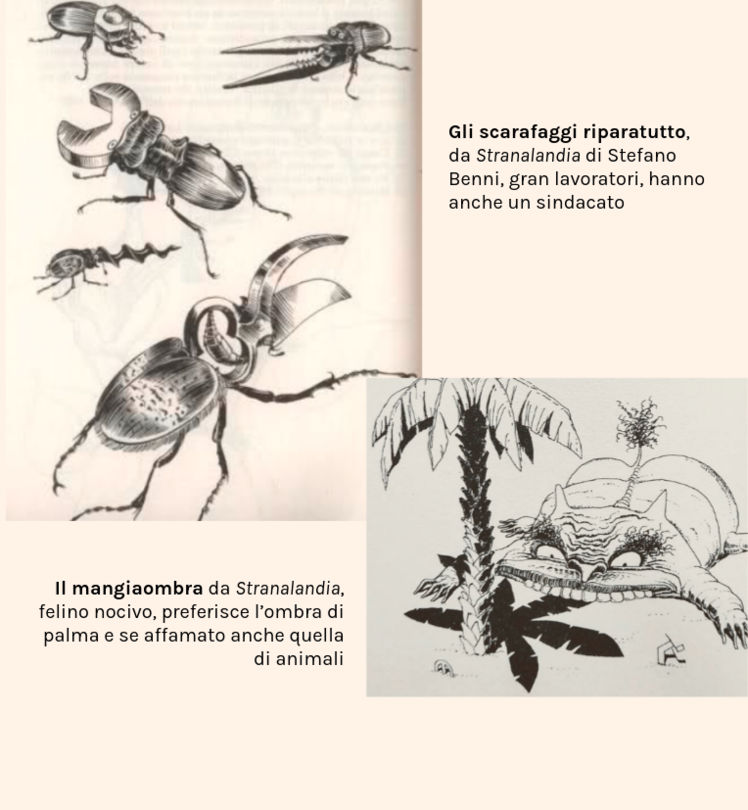 Gli scarafaggi riparatutto,
da Stranalandia di Stefano
Benni, gran lavoratori, hanno
anche un sindacato
Il mangiaombra da Stranalandia,
felino nocivo, preferisce l'ombra di
palma e se affamato anche quella
di animali